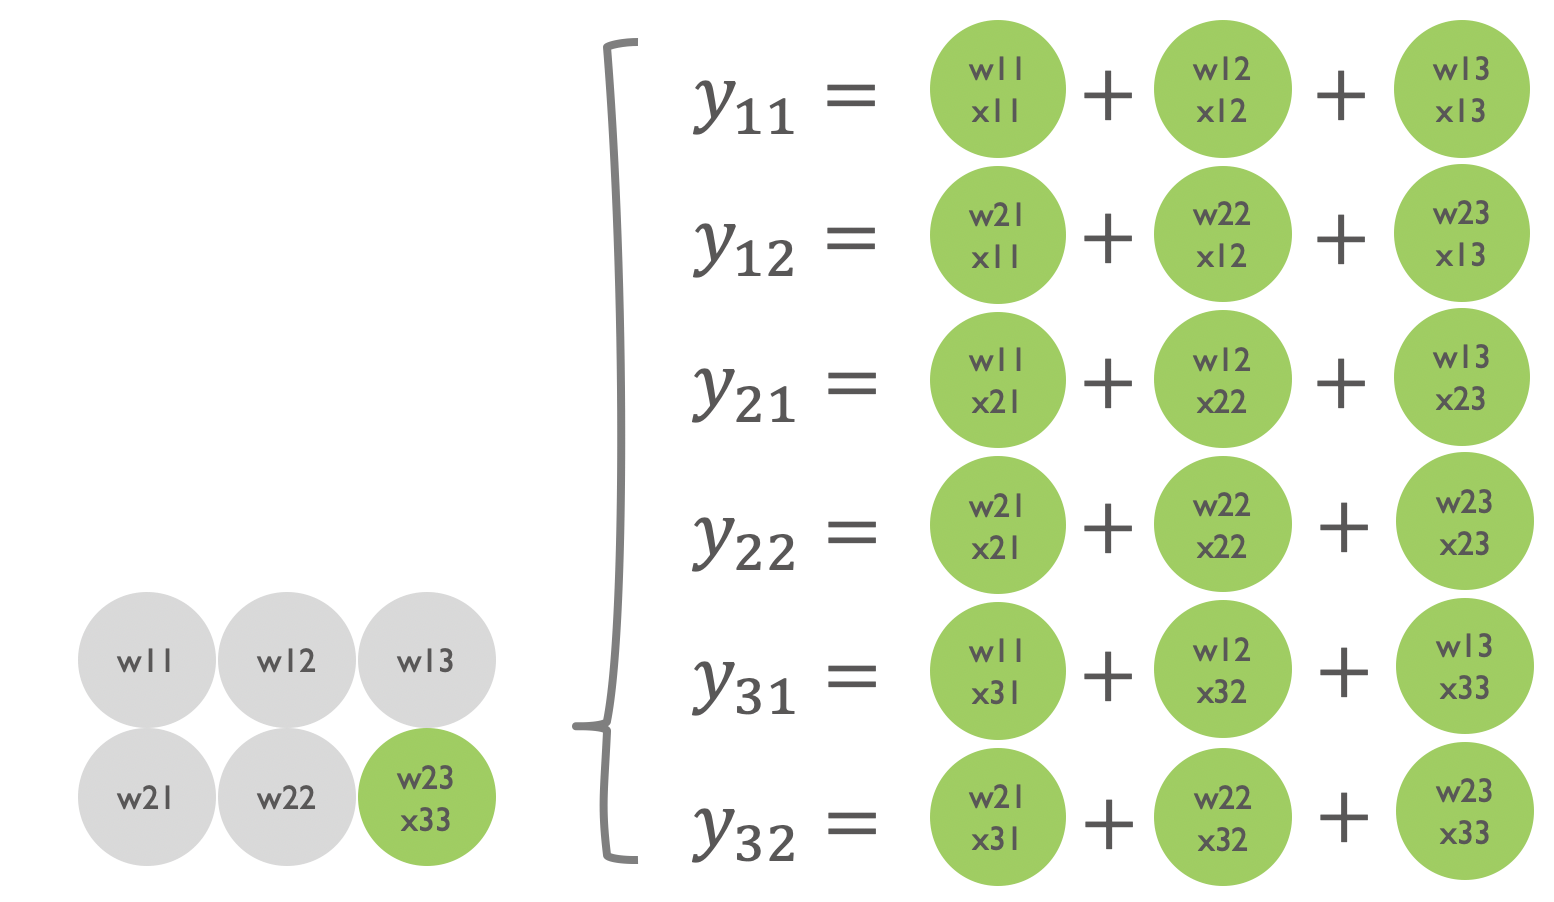 y11 = w11 x11 + w12 x12 + w13 x13
y12 = w21 x11 + w22 x12 + w23 x13
y21 = w11 x21 + w12 x22 + w13 x23
y22 = w21 x21 + w22 x22 + w23 x23
y31 = w11 x31 + w12 x32 + w13 x33
y32 = w21 x31 + w22 x32 + w23 x33
w11 w12 w13
w21 w22 w23 x33